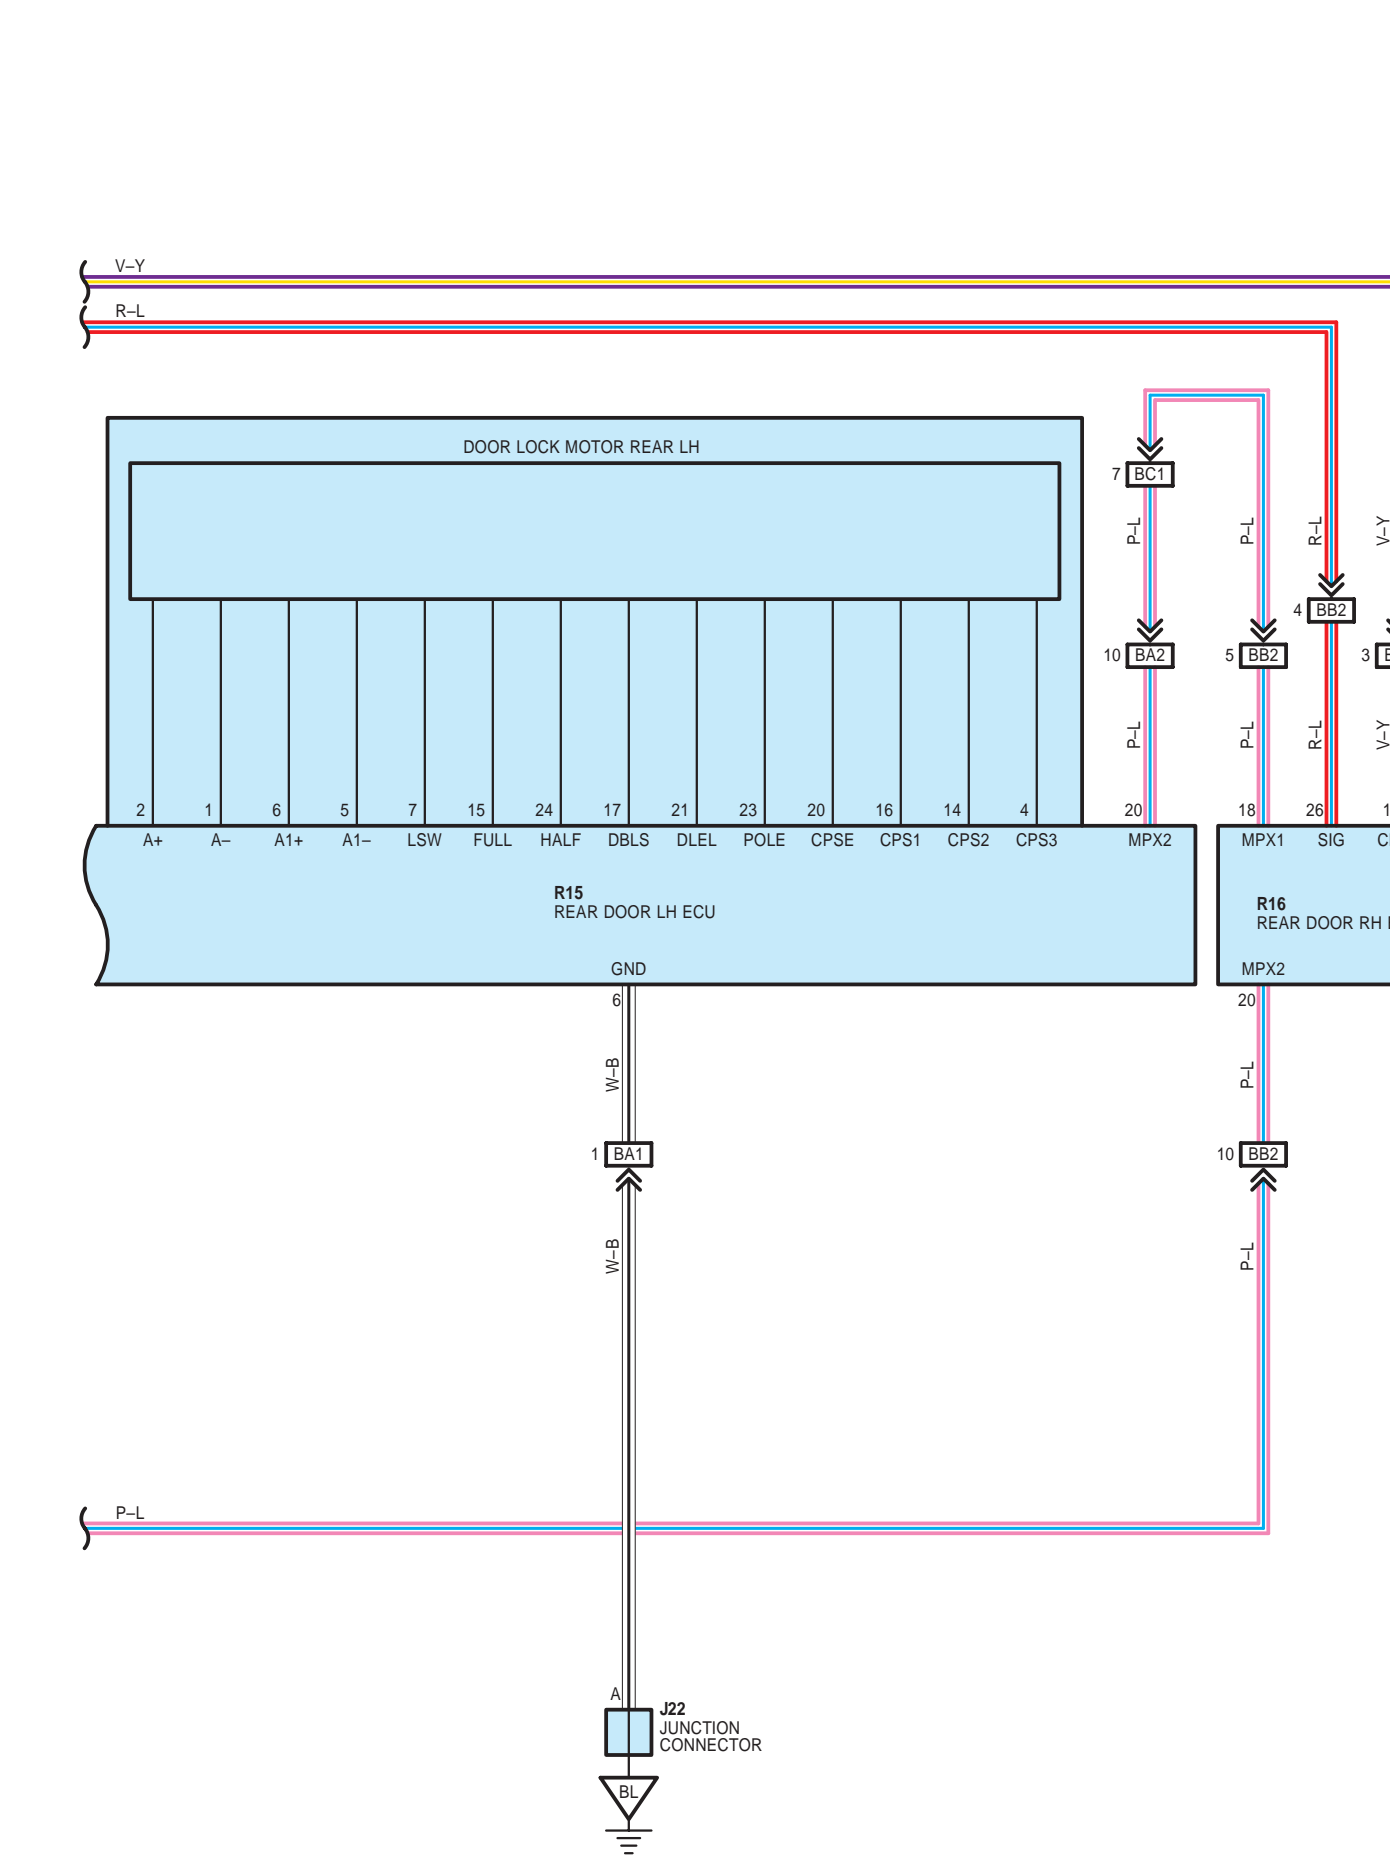 V–Y
R–L
DOOR LOCK MOTOR REAR LH
7 BC1
P–L P–L R–L V–Y
4 BB2
10 BA2 5 BB2 3
P–L P–L R–L V–Y
2 1 6 5 7 15 24 17 21 23 20 16 14 4 20 18 26
A+ A– A1+ A1– LSW FULL HALF DBLS DLEL POLE CPSE CPS1 CPS2 CPS3 MPX2 MPX1 SIG
R15
REAR DOOR LH ECU
R16
REAR DOOR RH
GND MPX2
6 20
W–B P–L
1 BA1 10 BB2
W–B P–L
P–L
A
J22
JUNCTION
CONNECTOR
BL